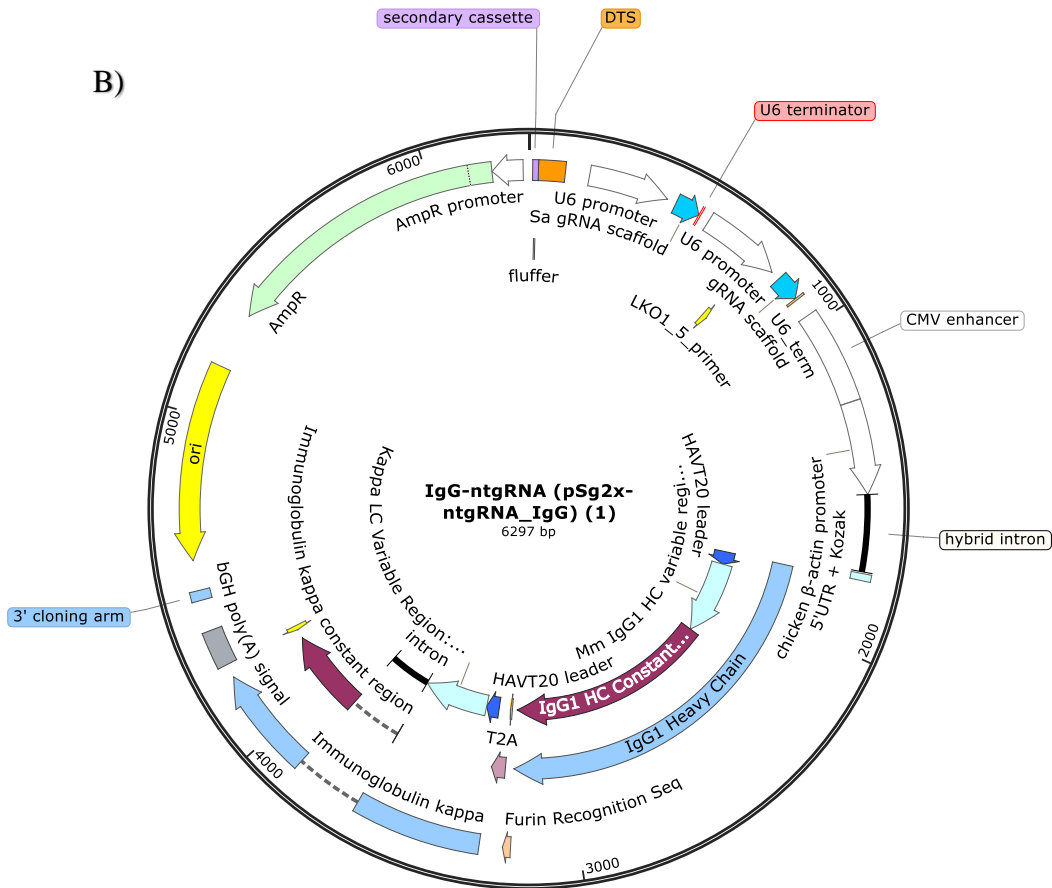 secondary cassette
DTS
B)
U6 terminator
6000
AmpR promoter
U6 promoter
Sa gRNA scaffold
fluffer
U6 promoter
gRNA scaffold
U6_term
1000
AmpR
LKO1_5_primer
CMV enhancer
5000
ori
Immunoglobulin kappa constant region
Kappa LC Variable Region:...
HAVT20 leader
IgG-ntgRNA (pSg2x-
ntgRNA_IgG) (1)
6297 bp
chicken β-actin promoter
5'UTR + Kozak
hybrid intron
Mm IgG1 HC variable regi...
bGH poly(A) signal
3' cloning arm
intron
2000
HAVT20 leader
IgG1 HC Constant...
IgG1 Heavy Chain
T2A
4000
Immunoglobulin kappa
Furin Recognition Seq
3000